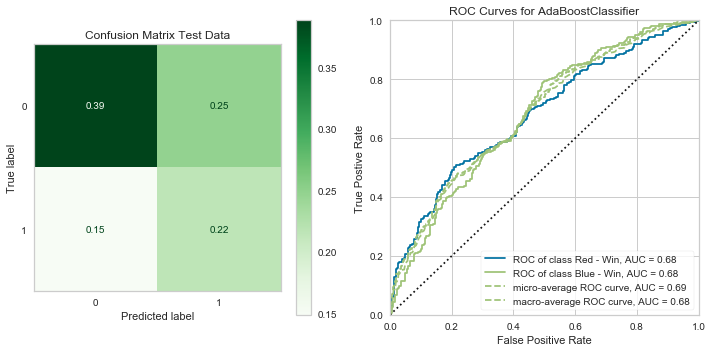 Confusion Matrix Test Data
True label
0
1
0.39
0.25
0.15
0.22
0
1
Predicted label
0.35
0.30
0.25
0.20
0.15
ROC Curves for AdaBoostClassifier
True Postive Rate
1.0
0.8
0.6
0.4
0.2
0.0
ROC of class Red - Win, AUC = 0.68
ROC of class Blue - Win, AUC = 0.68
micro-average ROC curve, AUC = 0.69
macro-average ROC curve, AUC = 0.68
0.0
0.2
0.4
0.6
0.8
1.0
False Positive Rate